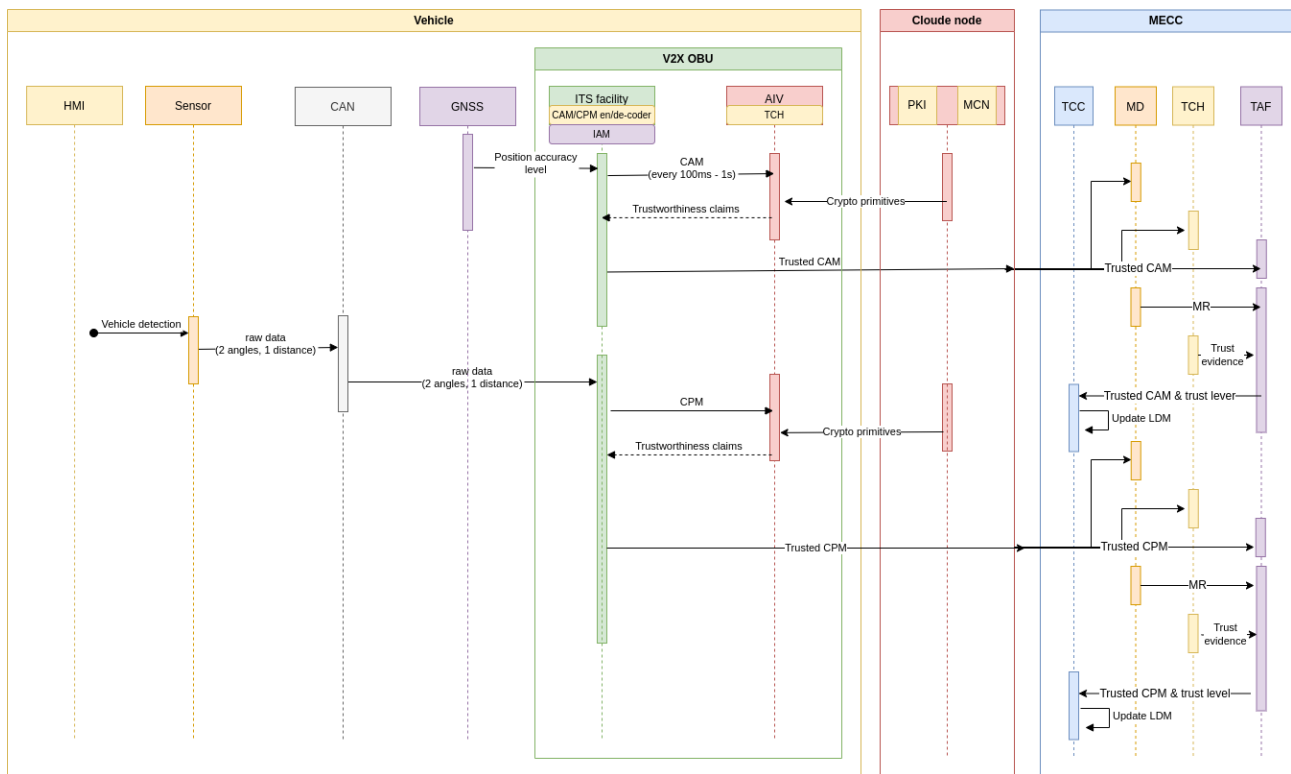 Vehicle
Cloude node
MECC
V2X OBU
HMI
Sensor
CAN
GNSS
ITS facility
CAM/CPM en/de-coder
IAM
AIV
TCH
PKI
MCN
TCC
MD
TCH
TAF
Position accuracy
level
CAM
(every 100ms - 1s)
Crypto primitives
Trustworthiness claims
Trusted CAM
Trusted CAM
Vehicle detection
MR
raw data
(2 angles, 1 distance)
Trust
evidence
raw data
(2 angles, 1 distance)
Trusted CAM & trust lever
CPM
Update LDM
Crypto primitives
Trustworthiness claims
Trusted CPM
Trusted CPM
MR
Trust
evidence
Trusted CPM & trust level
Update LDM